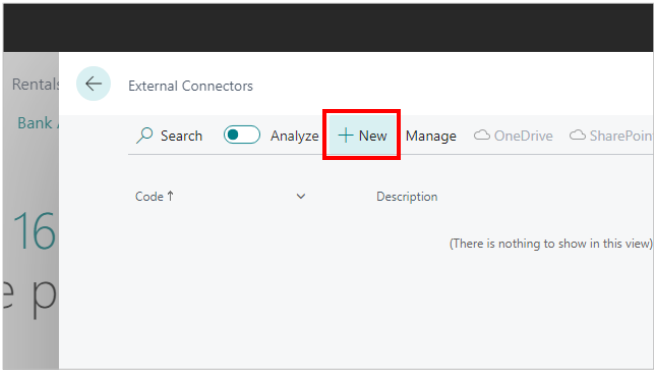 Rentals
External Connectors
Bank
Search Analyze + New Manage OneDrive SharePoin
Code ↑ Description
16
(There is nothing to show in this view)
e p